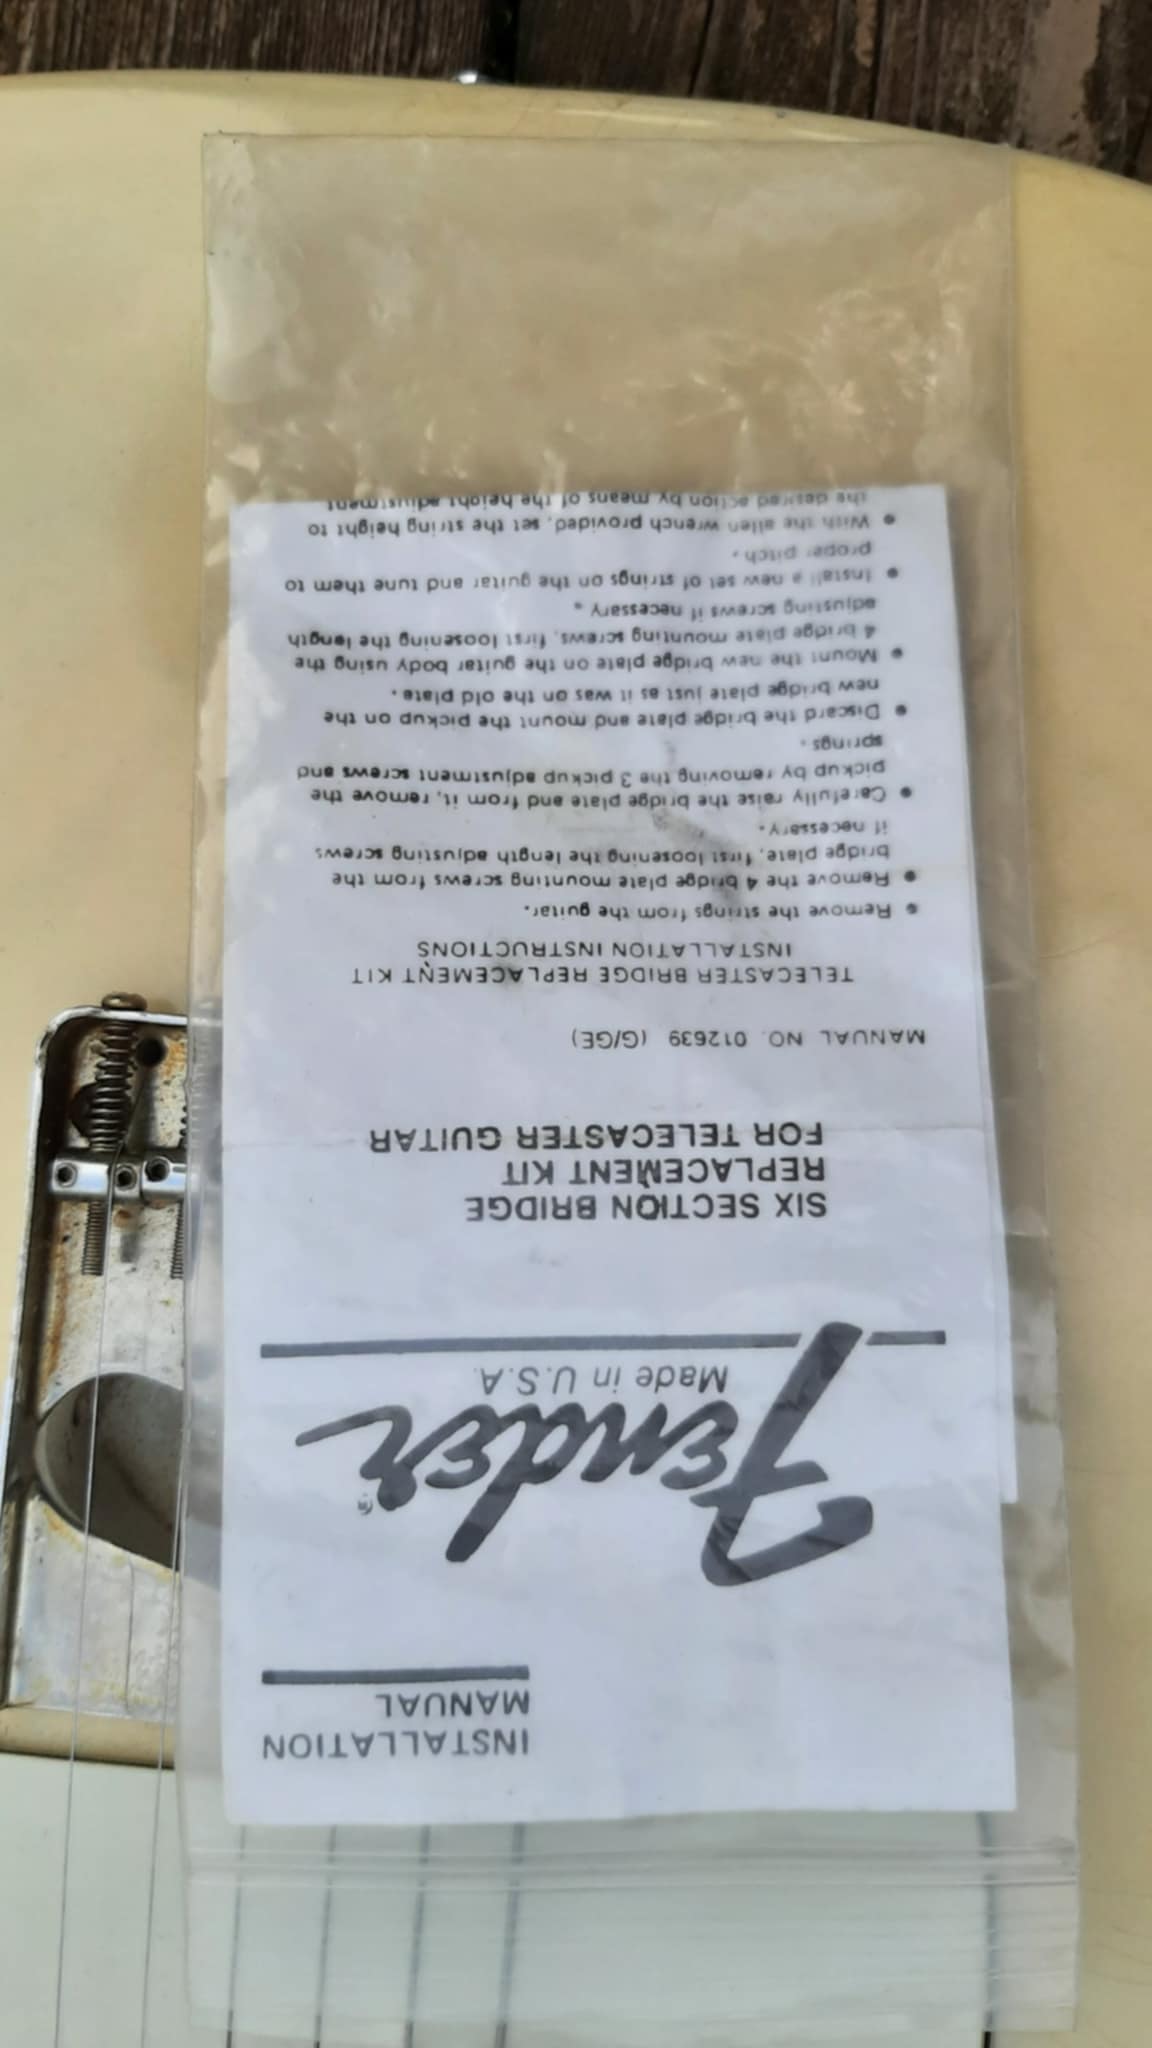 INSTALLATION
MANUAL
Fender®
Made in U.S.A.
SIX SECTION BRIDGE
REPLACEMENT KIT
FOR TELECASTER GUITAR
MANUAL NO. 012639 (G/GE)
TELECASTER BRIDGE REPLACEMENT KIT
INSTALLATION INSTRUCTIONS
● Remove the strings from the guitar.
● Remove the 4 bridge plate mounting screws from the
bridge plate, first loosening the length adjusting screws
if necessary.
● Carefully raise the bridge plate and from it, remove the
pickup by removing the 3 pickup adjustment screws and
springs.
● Discard the bridge plate and mount the pickup on the
new bridge plate just as it was on the old plate.
● Mount the new bridge plate on the guitar body using the
4 bridge plate mounting screws, first loosening the length
adjusting screws if necessary.
● Install a new set of strings on the guitar and tune them to
proper pitch.
● With the allen wrench provided, set the string height to
the desired action by means of the height adjustment